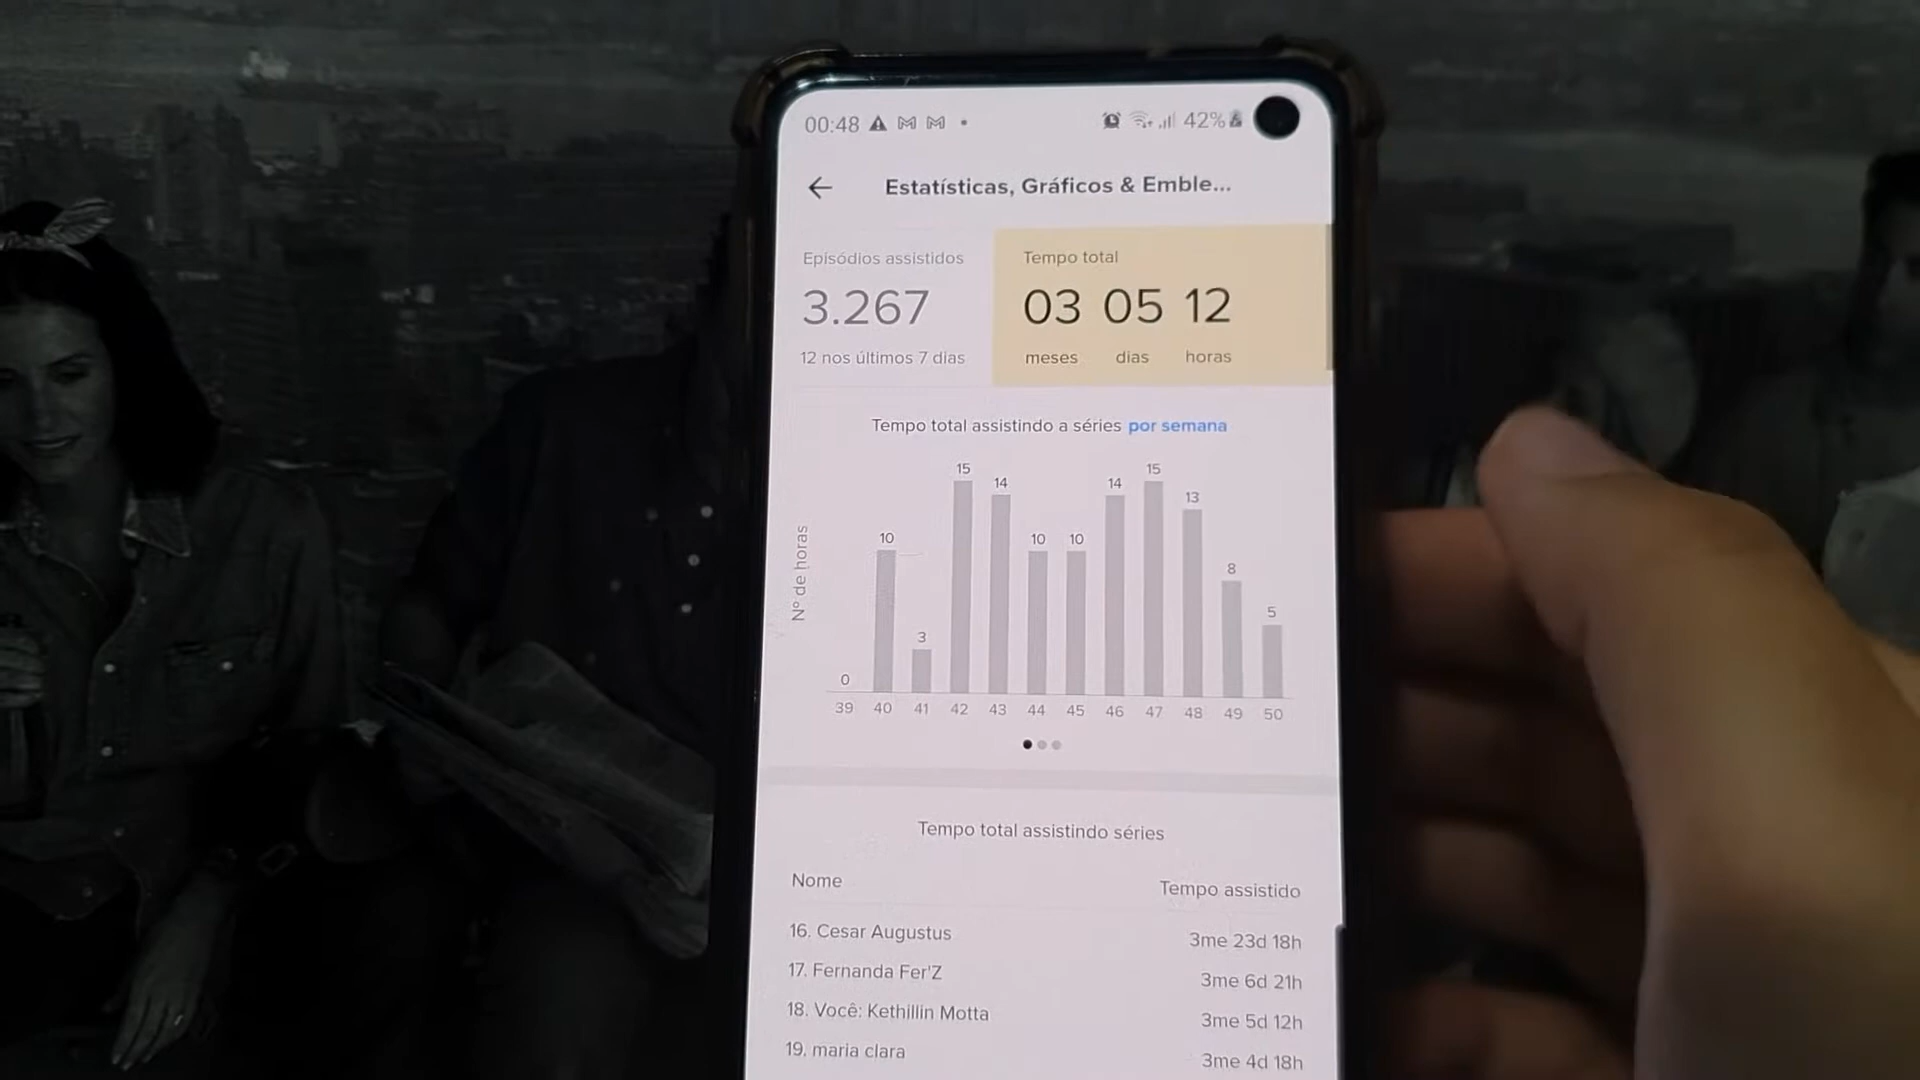 00:48
42%
Estatísticas, Gráficos & Emble...
Episódios assistidos
3.267
12 nos últimos 7 dias
Tempo total
03 05 12
meses dias horas
Tempo total assistindo a séries por semana
Nº de horas
0 10 3 15 14 10 10 14 15 13 8 5
39 40 41 42 43 44 45 46 47 48 49 50
Tempo total assistindo séries
Nome Tempo assistido
16. Cesar Augustus 3me 23d 18h
17. Fernanda Fer'Z 3me 6d 21h
18. Você: Kethillin Motta 3me 5d 12h
19. maria clara 3me 4d 18h